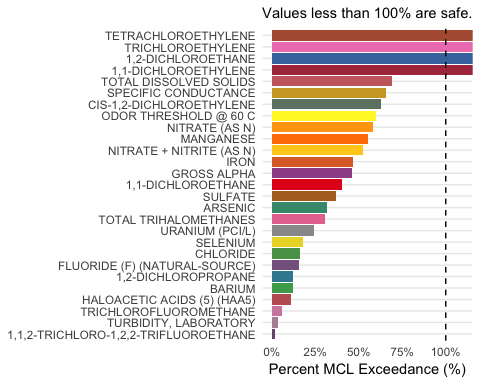 Values less than 100% are safe.
TETRACHLOROETHYLENE
TRICHLOROETHYLENE
1,2-DICHLOROETHANE
1,1-DICHLOROETHYLENE
TOTAL DISSOLVED SOLIDS
SPECIFIC CONDUCTANCE
CIS-1,2-DICHLOROETHYLENE
ODOR THRESHOLD @ 60 C
NITRATE (AS N)
MANGANESE
NITRATE + NITRITE (AS N)
IRON
GROSS ALPHA
1,1-DICHLOROETHANE
SULFATE
ARSENIC
TOTAL TRIHALOMETHANES
URANIUM (PCI/L)
SELENIUM
CHLORIDE
FLUORIDE (F) (NATURAL-SOURCE)
1,2-DICHLOROPROPANE
BARIUM
HALOACETIC ACIDS (5) (HAA5)
TRICHLOROFLUOROMETHANE
TURBIDITY, LABORATORY
1,1,2-TRICHLORO-1,2,2-TRIFLUOROETHANE
0% 25% 50% 75% 100%
Percent MCL Exceedance (%)